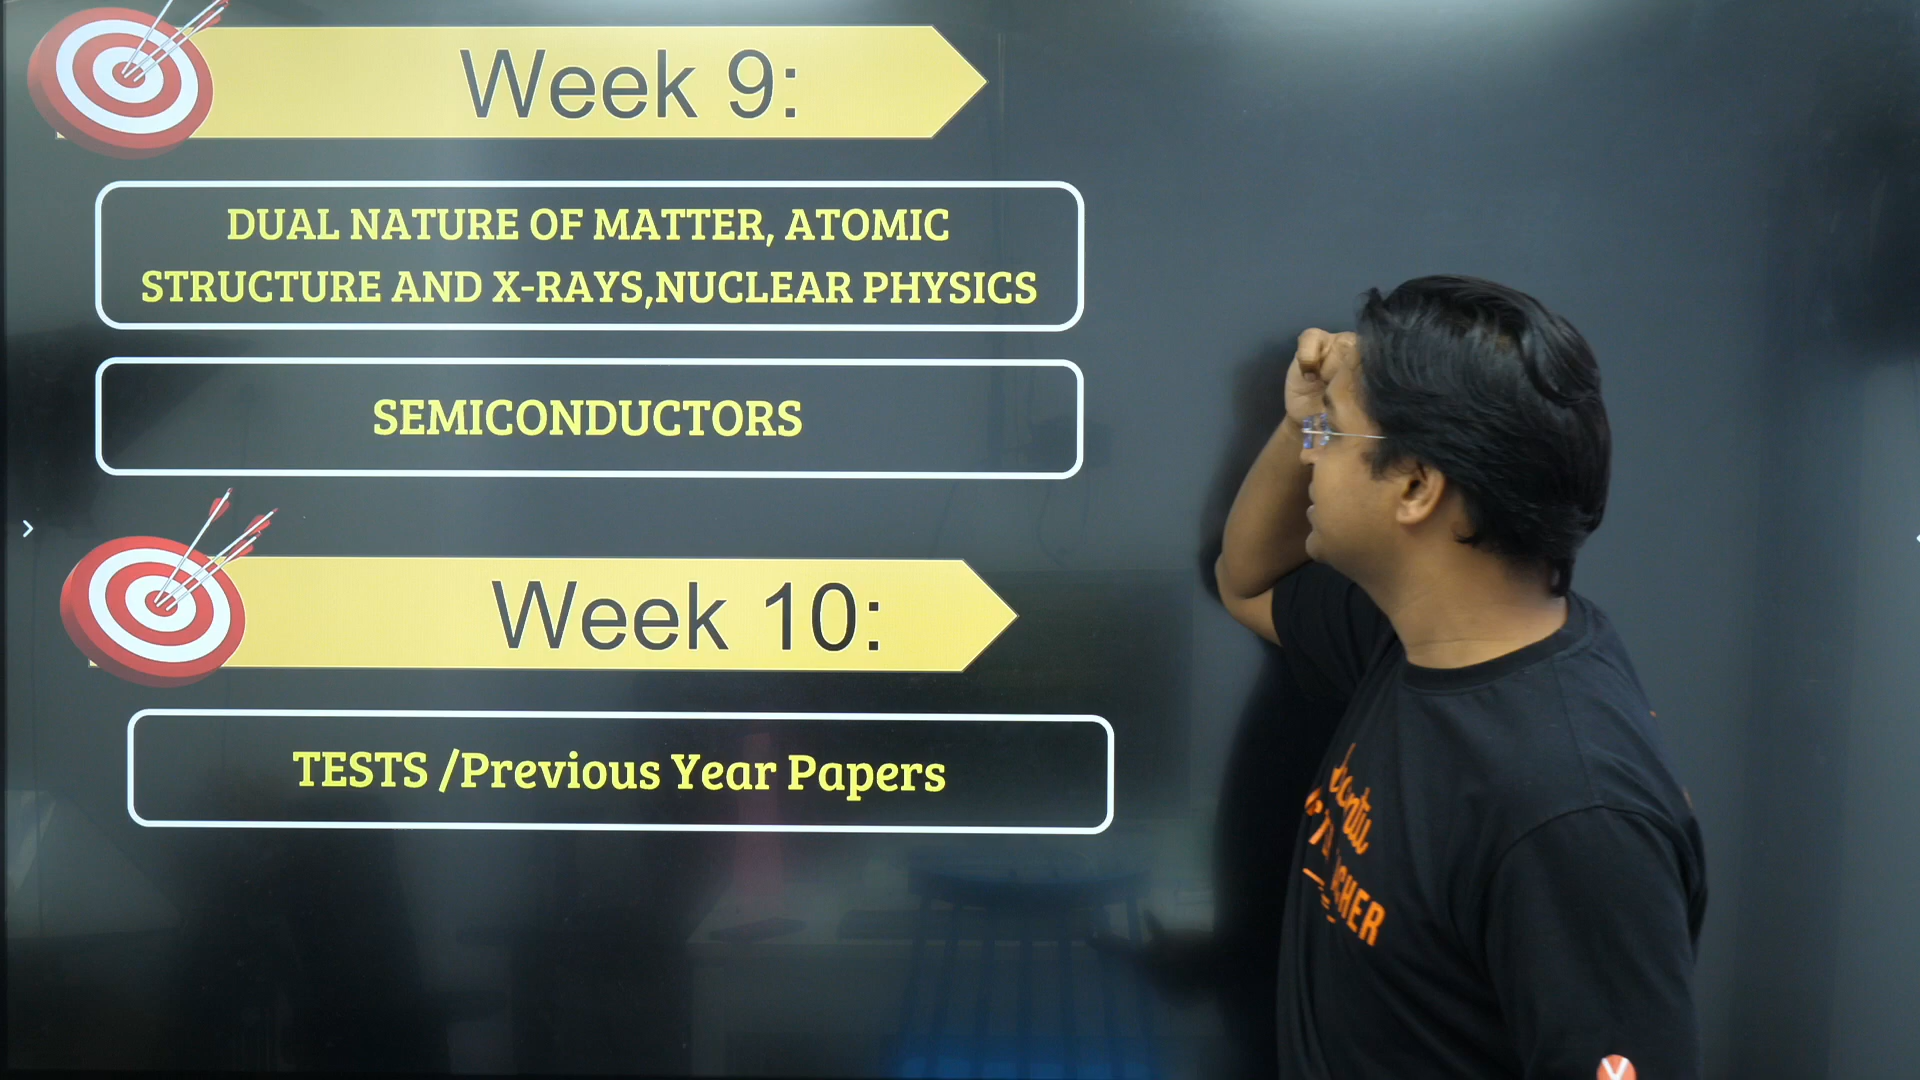 Week 9:
DUAL NATURE OF MATTER, ATOMIC
STRUCTURE AND X-RAYS,NUCLEAR PHYSICS
SEMICONDUCTORS
Week 10:
TESTS /Previous Year Papers
V